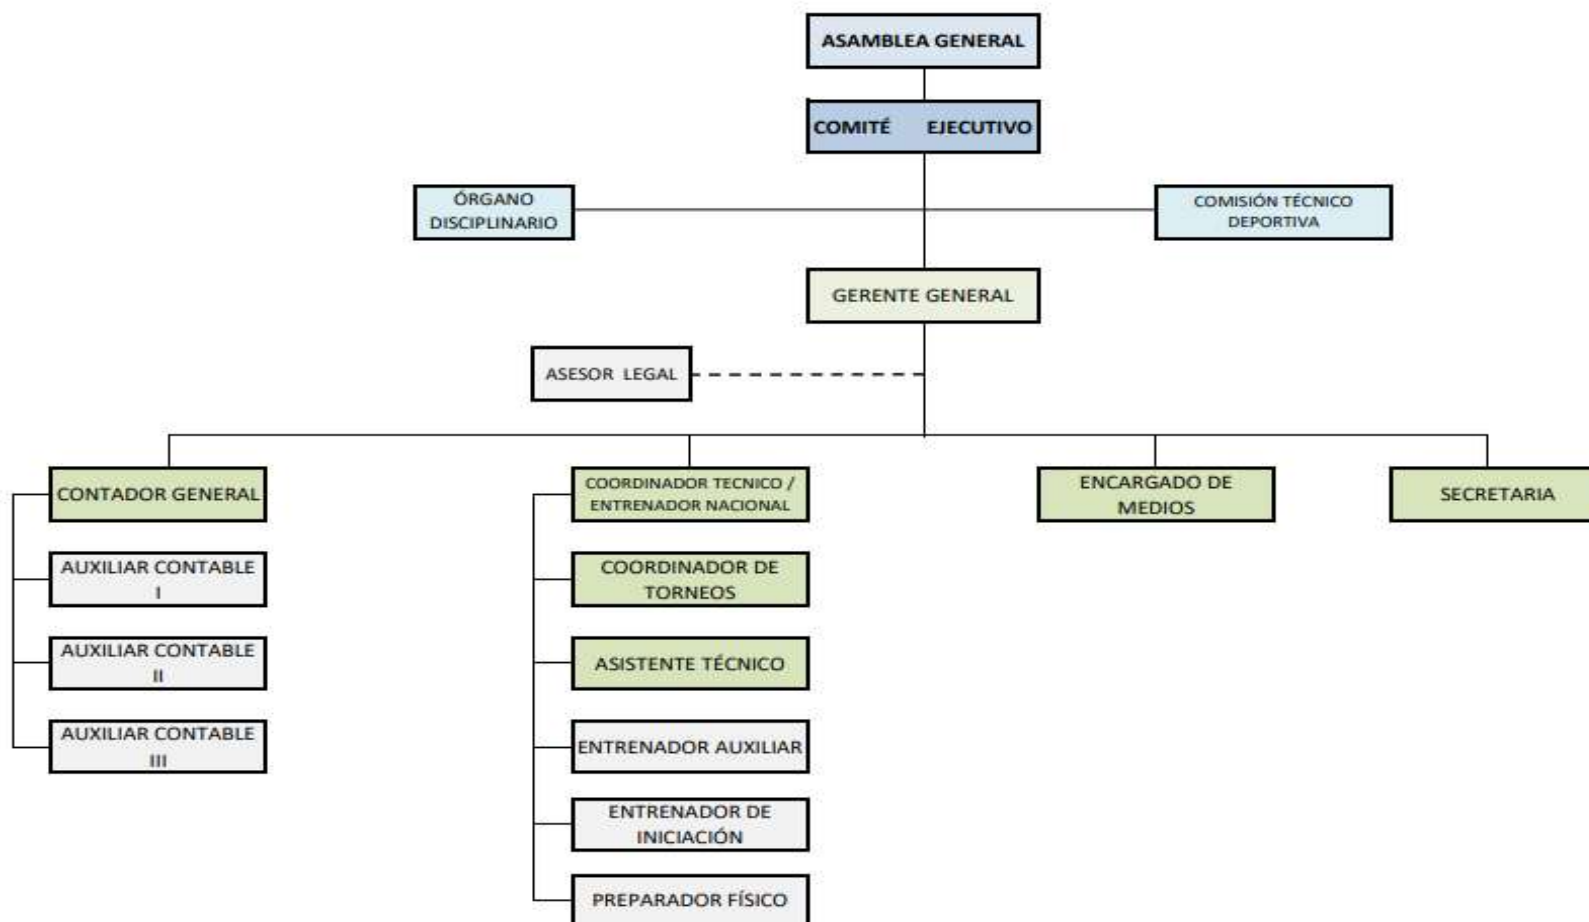 ASAMBLEA GENERAL
COMITÉ EJECUTIVO
ÓRGANO
DISCIPLINARIO
COMISIÓN TÉCNICO
DEPORTIVA
GERENTE GENERAL
ASESOR LEGAL
CONTADOR GENERAL
COORDINADOR TECNICO /
ENTRENADOR NACIONAL
ENCARGADO DE
MEDIOS
SECRETARIA
AUXILIAR CONTABLE
I
COORDINADOR DE
TORNEOS
AUXILIAR CONTABLE
II
ASISTENTE TÉCNICO
AUXILIAR CONTABLE
III
ENTRENADOR AUXILIAR
ENTRENADOR DE
INICIACIÓN
PREPARADOR FÍSICO